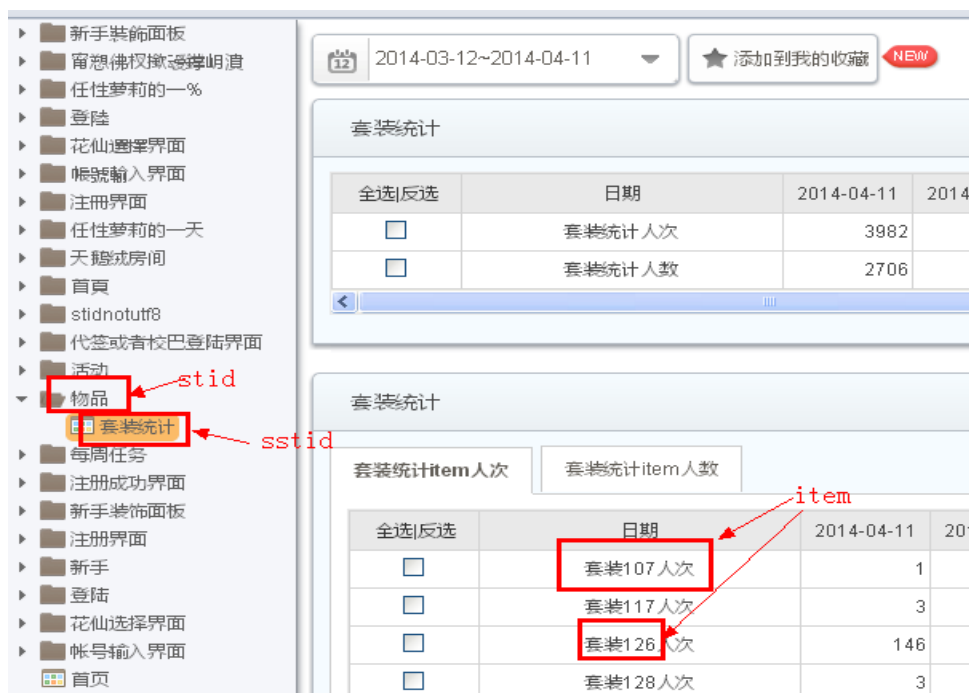 新手裝飾面板
任性萝莉的一%
登陸
花仙選擇界面
帳號輸入界面
注冊界面
任性萝莉的一天
天鹅绒房间
首頁
stidnotutf8
代签或者校巴登陆界面
活动
物品
stid
套装统计
sstid
每周任务
注册成功界面
新手装饰面板
注册界面
新手
登陆
花仙选择界面
帐号输入界面
首页
12
2014-03-12~2014-04-11
添加到我的收藏
NEW
套装统计
全选|反选 日期 2014-04-11 2014
套装统计人次 3982
套装统计人数 2706
套装统计
套装统计item人次 套装统计item人数
item
全选|反选 日期 2014-04-11 20
套装107人次 1
套装117人次 3
套装126人次 146
套装128人次 3